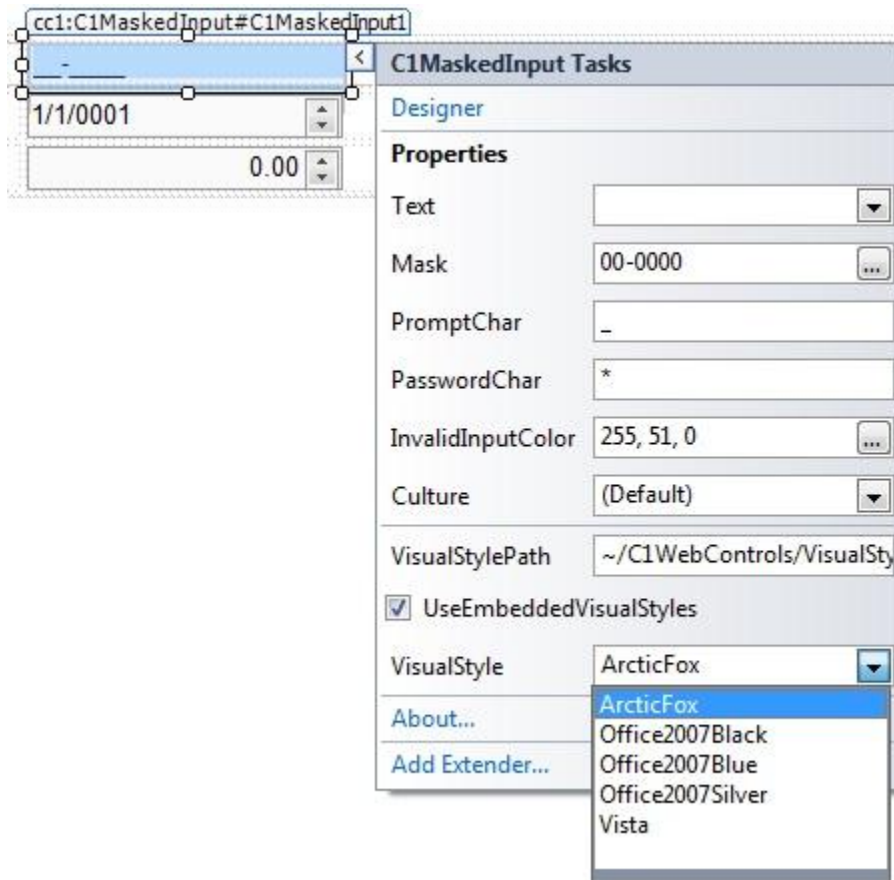 cc1:C1MaskedInput#C1MaskedInput1
__-____
1/1/0001
0.00
C1MaskedInput Tasks
Designer
Properties
Text
Mask 00-0000 ...
PromptChar _
PasswordChar *
InvalidInputColor 255, 51, 0 ...
Culture (Default)
VisualStylePath ~/C1WebControls/VisualSty
UseEmbeddedVisualStyles
VisualStyle ArcticFox
ArcticFox
Office2007Black
Office2007Blue
Office2007Silver
Vista
About...
Add Extender...